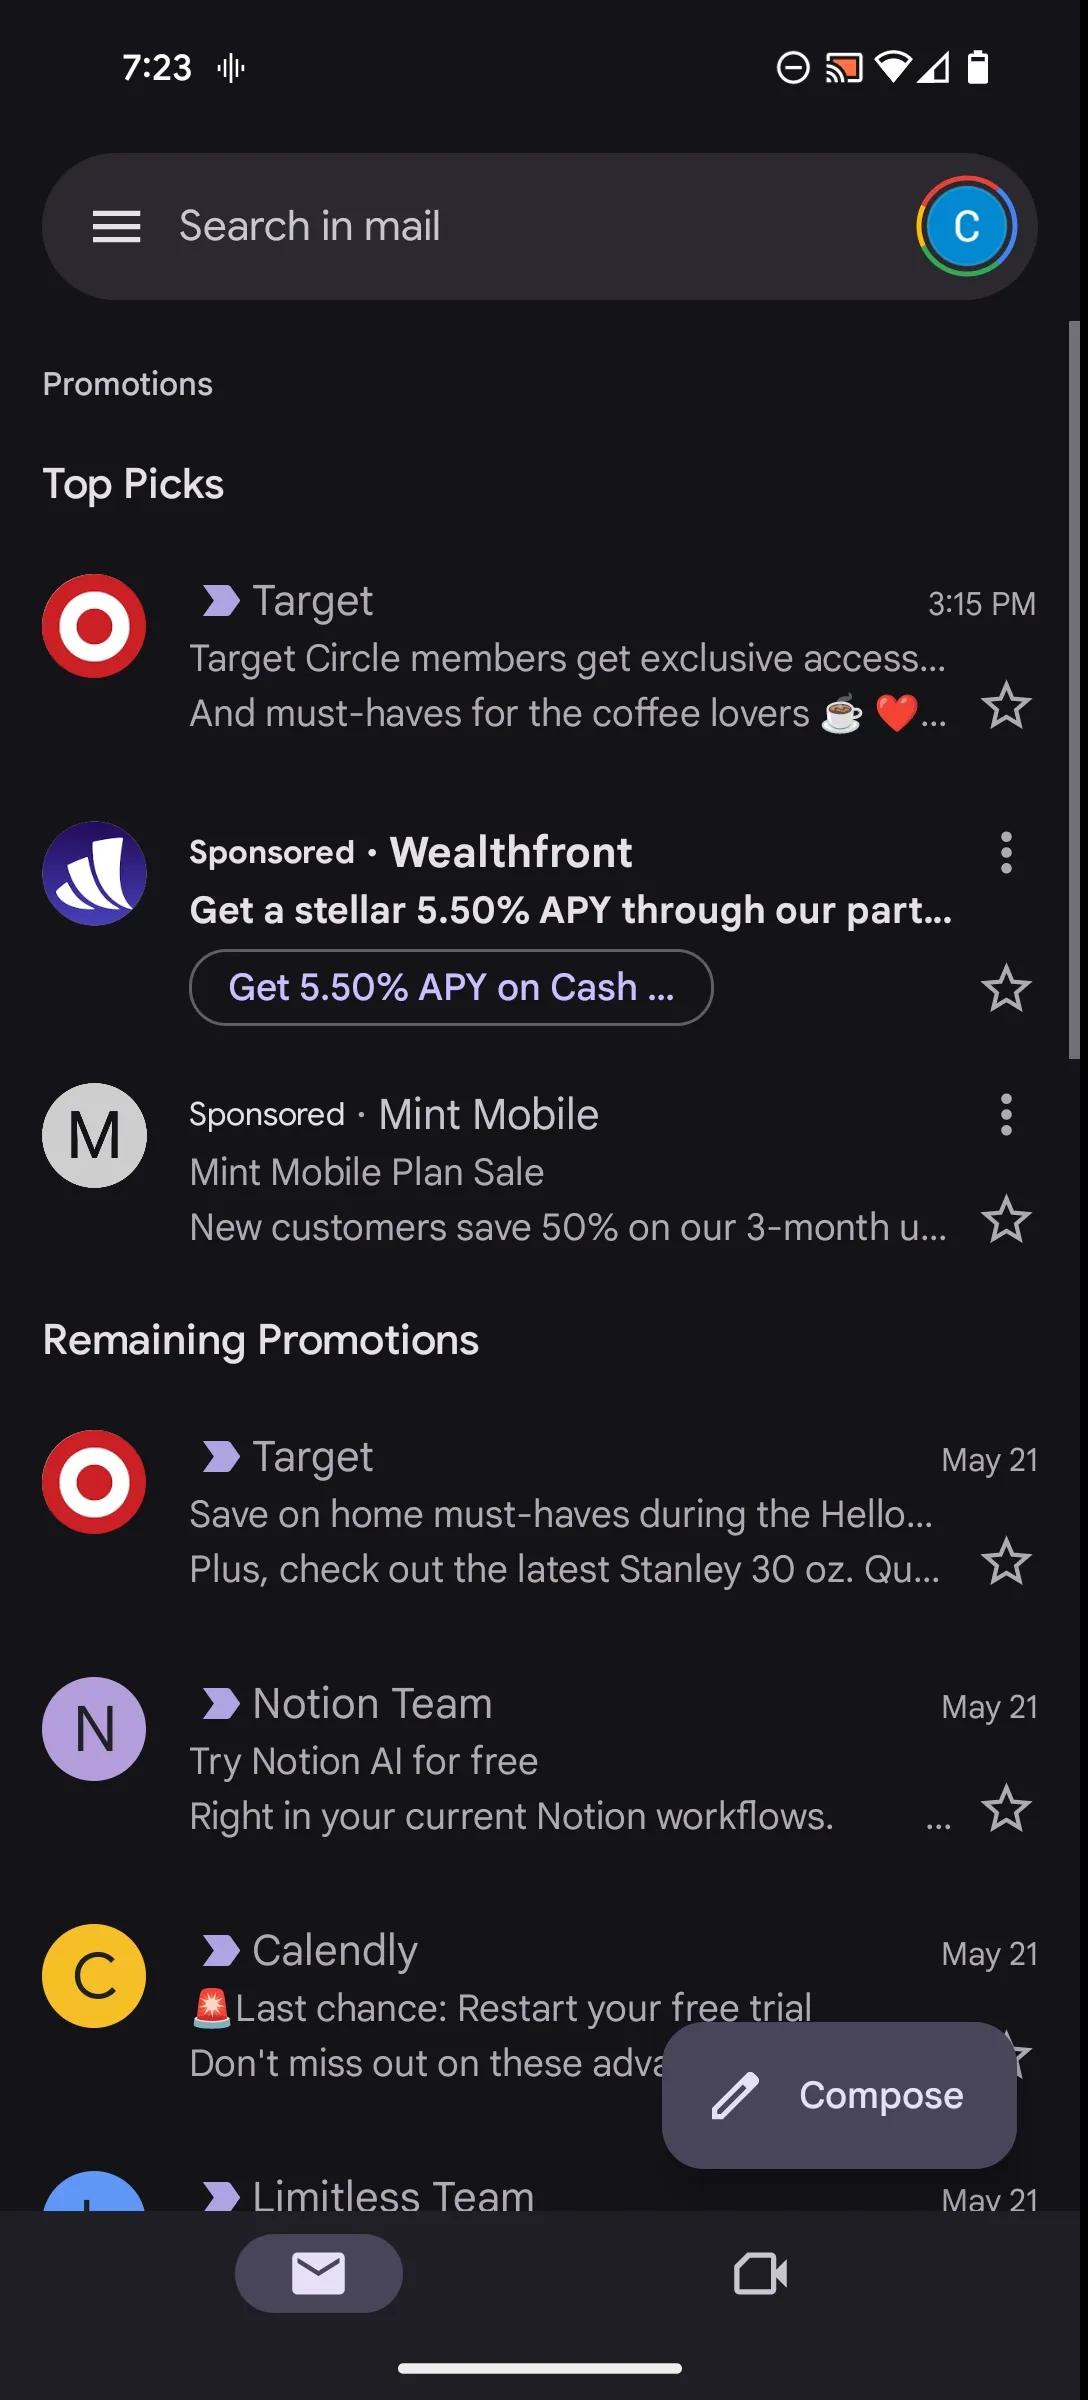 7:23
Search in mail
C
Promotions
Top Picks
Target
3:15 PM
Target Circle members get exclusive access...
And must-haves for the coffee lovers ☕ ❤️...
Sponsored · Wealthfront
Get a stellar 5.50% APY through our part...
Get 5.50% APY on Cash ...
M
Sponsored · Mint Mobile
Mint Mobile Plan Sale
New customers save 50% on our 3-month u...
Remaining Promotions
Target
May 21
Save on home must-haves during the Hello...
Plus, check out the latest Stanley 30 oz. Qu...
N
Notion Team
May 21
Try Notion AI for free
Right in your current Notion workflows. ...
C
Calendly
May 21
🚨Last chance: Restart your free trial
Don't miss out on these adva
Compose
Limitless Team
May 21